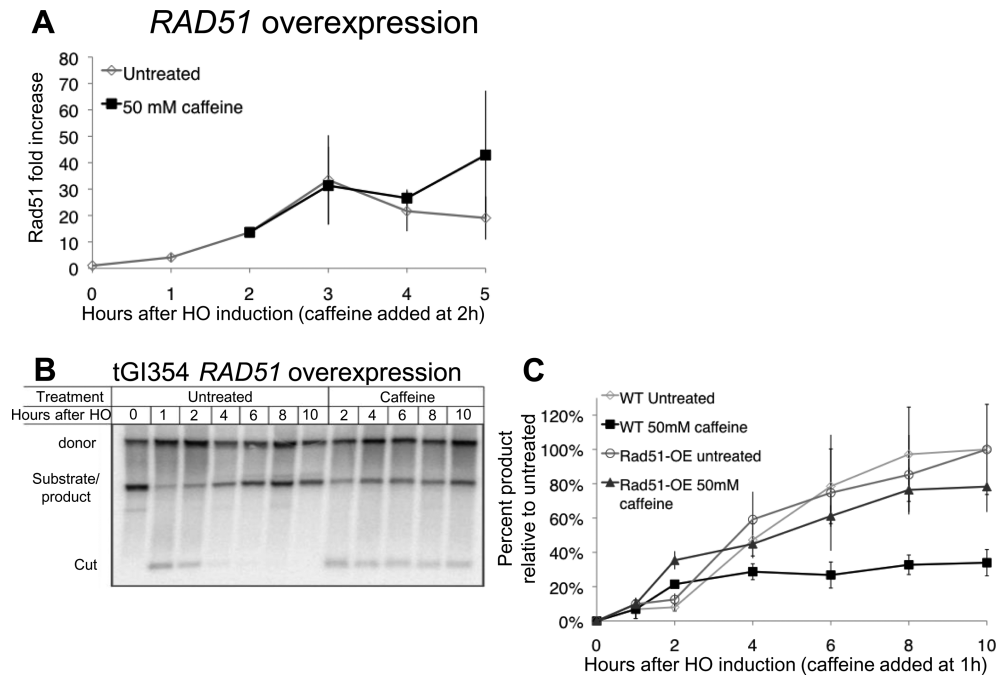 A
RAD51 overexpression
Rad51 fold increase
80
70
60
50
40
30
20
10
0
Untreated
50 mM caffeine
0 1 2 3 4 5
Hours after HO induction (caffeine added at 2h)
B
tGI354 RAD51 overexpression
Treatment Untreated Caffeine
Hours after HO 0 1 2 4 6 8 10 2 4 6 8 10
donor
Substrate/
product
Cut
C
Percent product
relative to untreated
120%
100%
80%
60%
40%
20%
0%
WT Untreated
WT 50mM caffeine
Rad51-OE untreated
Rad51-OE 50mM
caffeine
0 2 4 6 8 10
Hours after HO induction (caffeine added at 1h)